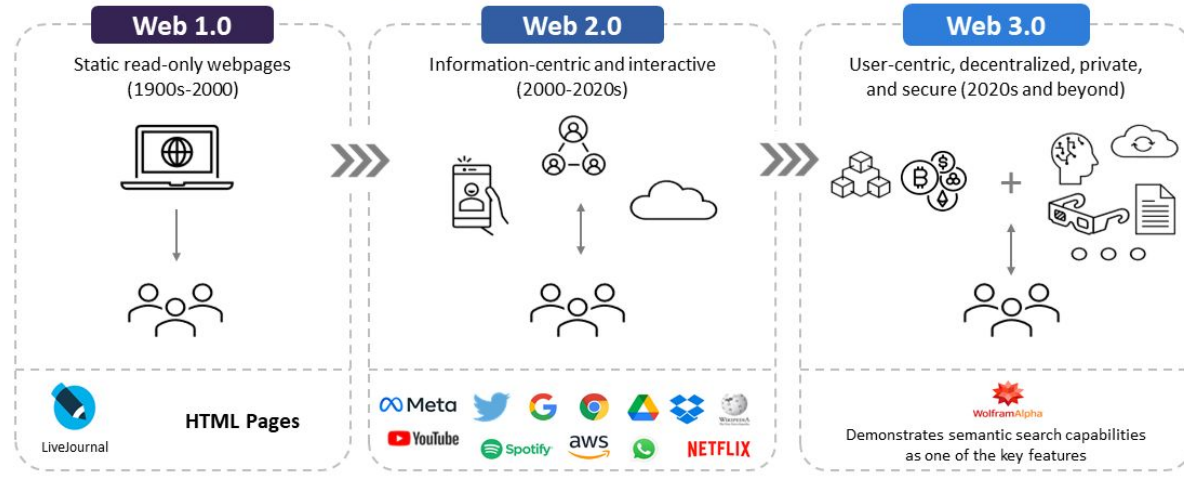 Web 1.0
Static read-only webpages
(1900s-2000)
LiveJournal
HTML Pages
Web 2.0
Information-centric and interactive
(2000-2020s)
Meta
YouTube
Spotify
aws
WIKIPEDIA
NETFLIX
Web 3.0
User-centric, decentralized, private,
and secure (2020s and beyond)
WolframAlpha
Demonstrates semantic search capabilities
as one of the key features